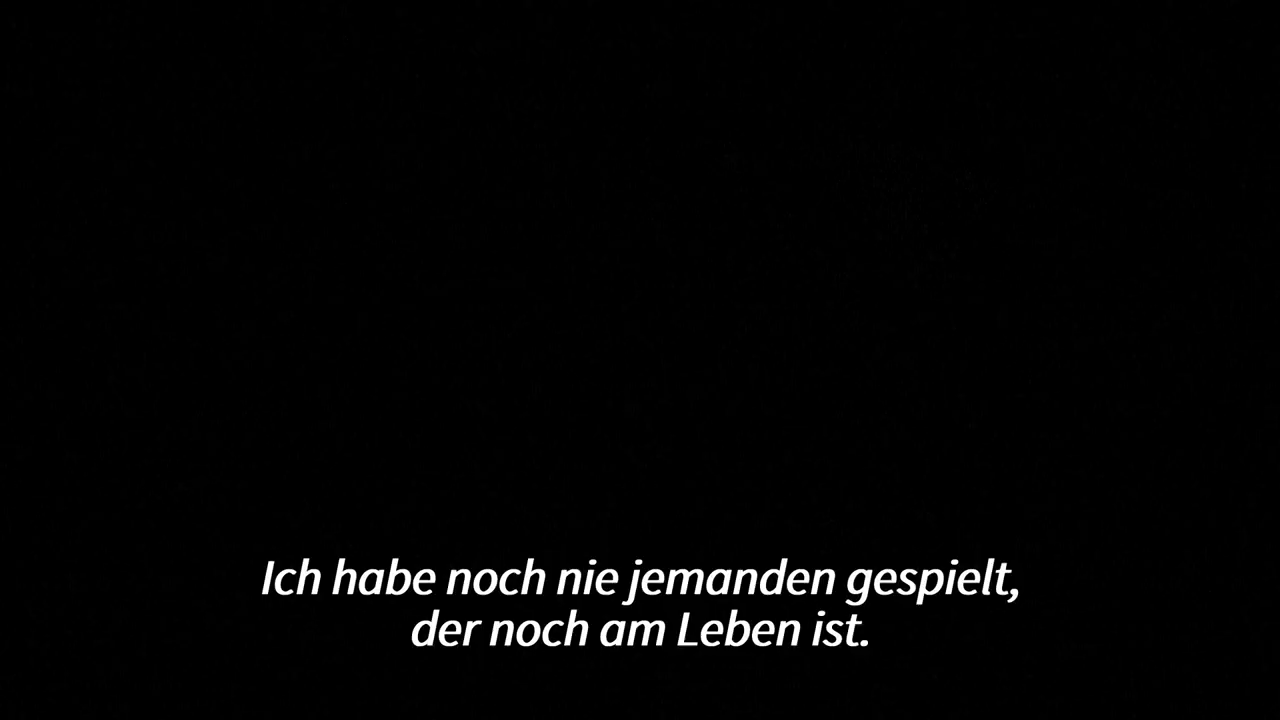 Ich habe noch nie jemanden gespielt,
der noch am Leben ist.